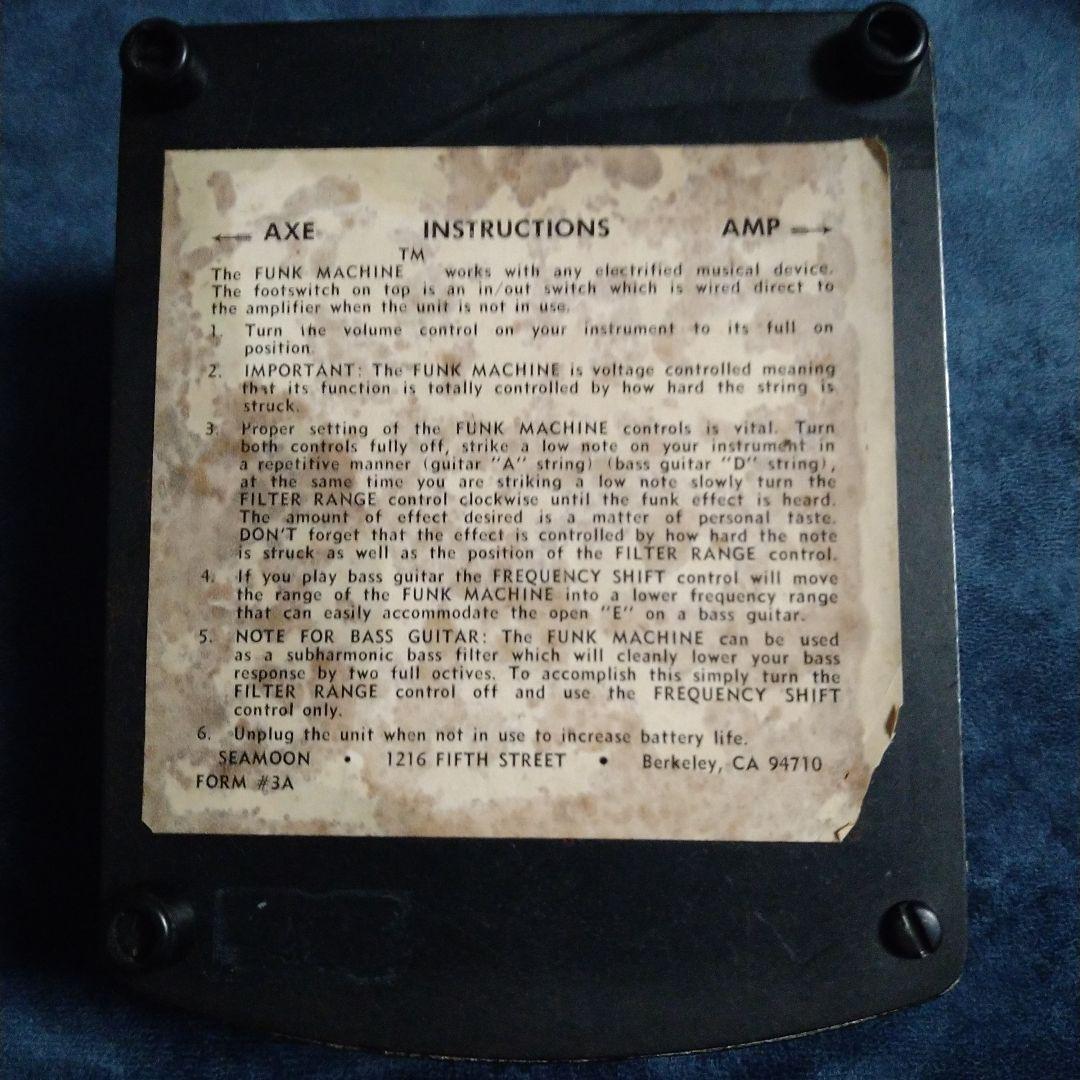 ← AXE INSTRUCTIONS AMP →
The FUNK MACHINE™ works with any electrified musical device.
The footswitch on top is an in/out switch which is wired direct to
the amplifier when the unit is not in use.
1. Turn the volume control on your instrument to its full on
position
2. IMPORTANT: The FUNK MACHINE is voltage controlled meaning
that its function is totally controlled by how hard the string is
struck.
3. Proper setting of the FUNK MACHINE controls is vital. Turn
both controls fully off, strike a low note on your instrument in
a repetitive manner (guitar "A" string) (bass guitar "D" string),
at the same time you are striking a low note slowly turn the
FILTER RANGE control clockwise until the funk effect is heard.
The amount of effect desired is a matter of personal taste.
DON'T forget that the effect is controlled by how hard the note
is struck as well as the position of the FILTER RANGE control.
4. If you play bass guitar the FREQUENCY SHIFT control will move
the range of the FUNK MACHINE into a lower frequency range
that can easily accommodate the open "E" on a bass guitar.
5. NOTE FOR BASS GUITAR: The FUNK MACHINE can be used
as a subharmonic bass filter which will cleanly lower your bass
response by two full octives. To accomplish this simply turn the
FILTER RANGE control off and use the FREQUENCY SHIFT
control only.
6. Unplug the unit when not in use to increase battery life.
SEAMOON • 1216 FIFTH STREET • Berkeley, CA 94710
FORM #3A